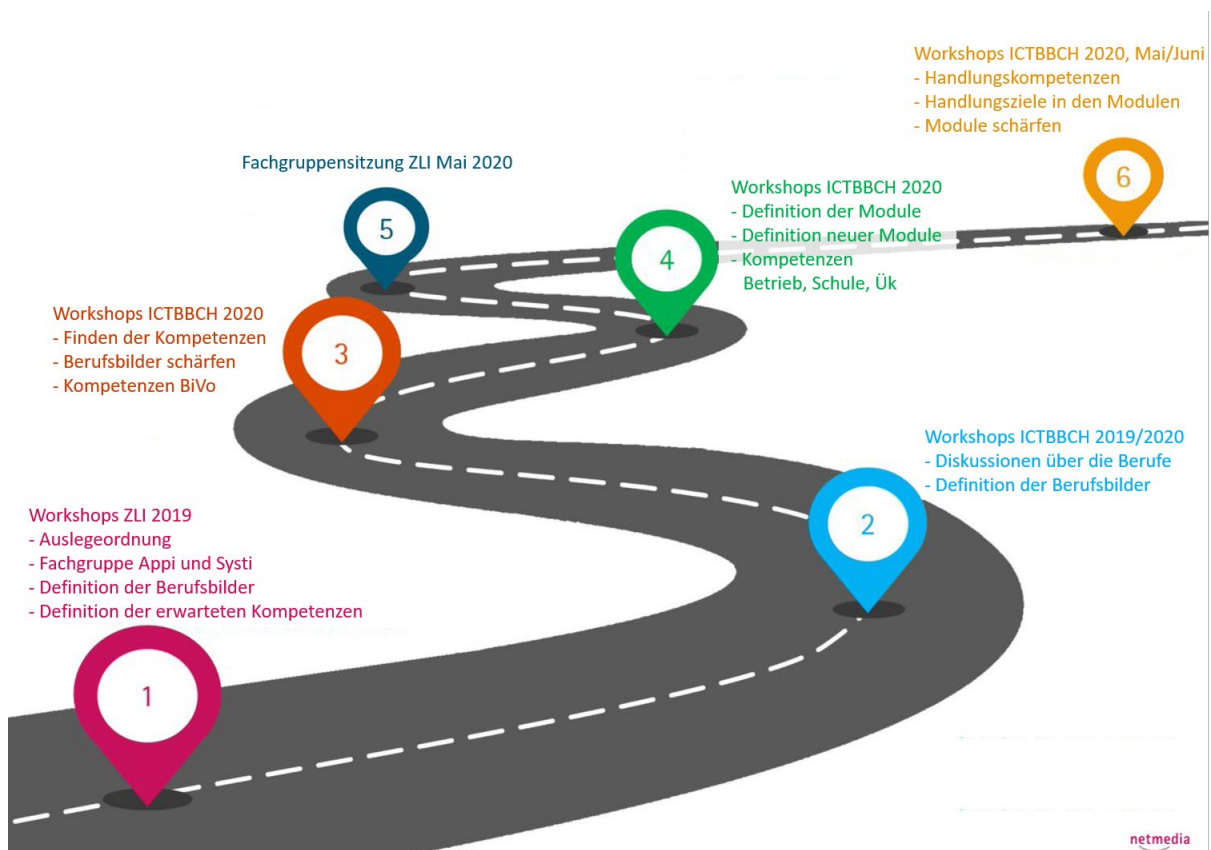 Workshops ZLI 2019
- Auslegeordnung
- Fachgruppe Appi und Systi
- Definition der Berufsbilder
- Definition der erwarteten Kompetenzen
1
Workshops ICTBBCH 2019/2020
- Diskussionen über die Berufe
- Definition der Berufsbilder
2
Workshops ICTBBCH 2020
- Finden der Kompetenzen
- Berufsbilder schärfen
- Kompetenzen BiVo
3
Workshops ICTBBCH 2020
- Definition der Module
- Definition neuer Module
- Kompetenzen
Betrieb, Schule, Ük
4
Fachgruppensitzung ZLI Mai 2020
5
Workshops ICTBBCH 2020, Mai/Juni
- Handlungskompetenzen
- Handlungsziele in den Modulen
- Module schärfen
6
netmedia